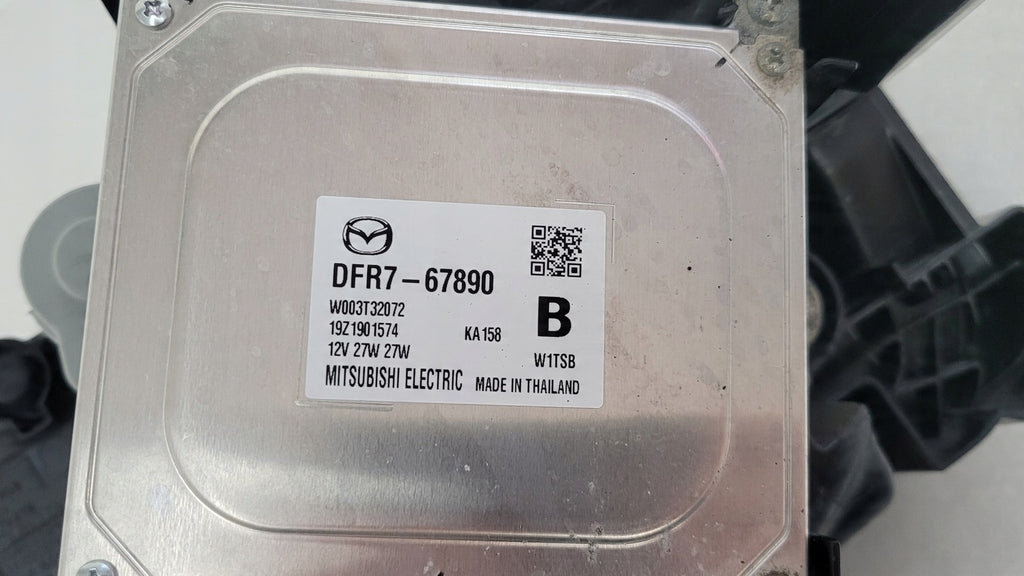 DFR7-67890
W003T32072
19Z1901574
KA158
B
12V 27W 27W
W1TSB
MITSUBISHI ELECTRIC MADE IN THAILAND